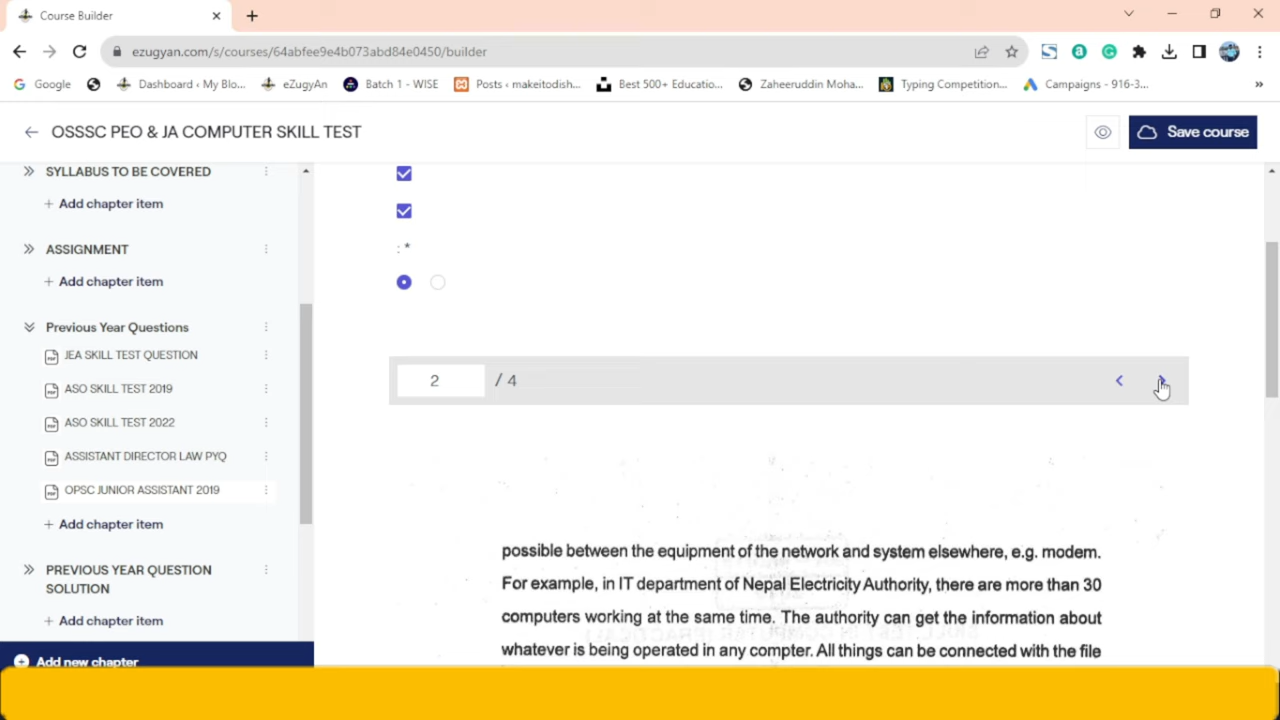 Course Builder
ezugyan.com/s/courses/64abfee9e4b073abd84e0450/builder
Google
Dashboard ‹ My Blo...
eZugyAn
Batch 1 - WISE
Posts ‹ makeitodish...
Best 500+ Educatio...
Zaheeruddin Moha...
Typing Competition...
Campaigns - 916-3...
OSSSC PEO & JA COMPUTER SKILL TEST
Save course
SYLLABUS TO BE COVERED
+ Add chapter item
ASSIGNMENT
+ Add chapter item
Previous Year Questions
JEA SKILL TEST QUESTION
ASO SKILL TEST 2019
ASO SKILL TEST 2022
ASSISTANT DIRECTOR LAW PYQ
OPSC JUNIOR ASSISTANT 2019
+ Add chapter item
PREVIOUS YEAR QUESTION
SOLUTION
+ Add chapter item
Add new chapter
: *
2 / 4
possible between the equipment of the network and system elsewhere, e.g. modem.
For example, in IT department of Nepal Electricity Authority, there are more than 30
computers working at the same time. The authority can get the information about
whatever is being operated in any compter. All things can be connected with the file